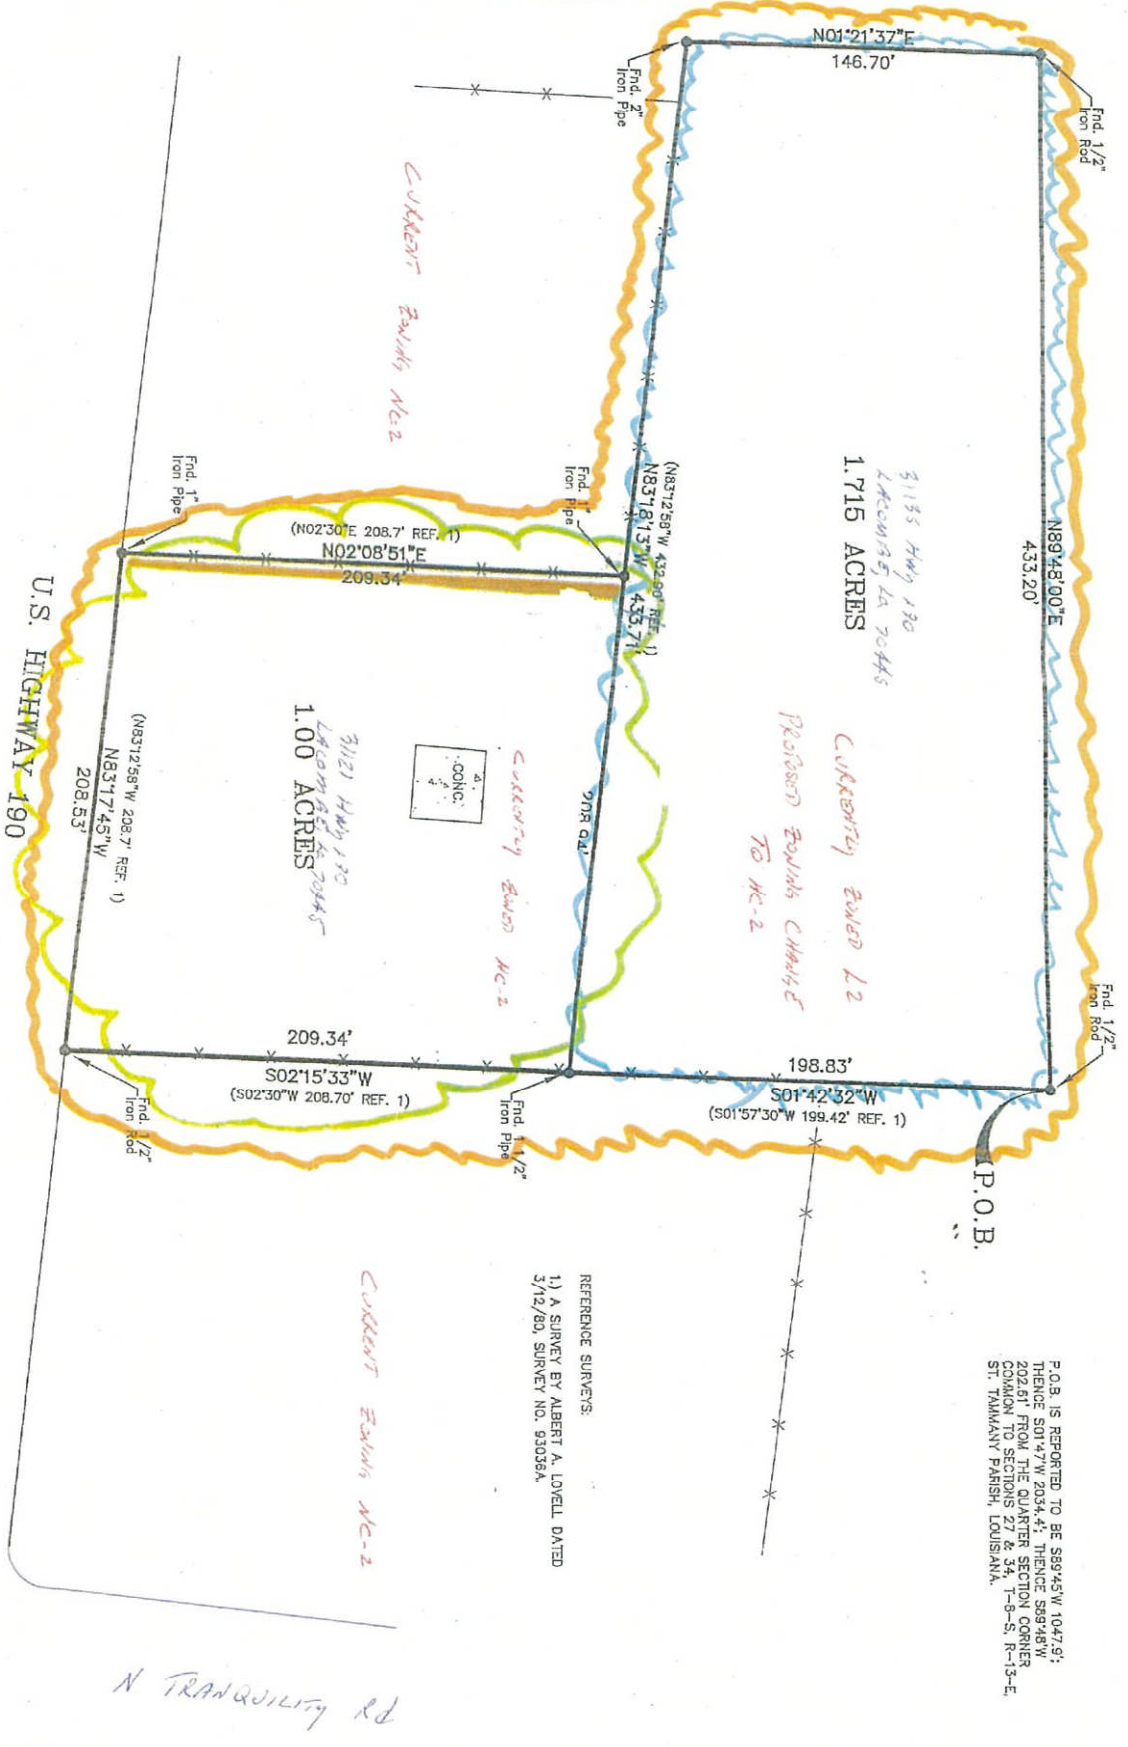 N01°21'37"E
146.70'
Fnd. 1/2"
Iron Rod
Fnd. 2"
Iron Pipe
CURRENT ZONING NC-2
31135 Hwy 190
LACOMBE, La 70445
1.715 ACRES
N89°48'00"E
433.20'
(N83°12'58"W 432.90' REF. 1)
N83°18'13"W 433.71'
Fnd. 1"
Iron Pipe
Fnd. 1"
Iron Pipe
(N02°30'E 208.7' REF. 1)
N02°08'51"E
209.34'
CURRENTLY ZONED L2
PROPOSED ZONING CHANGE
TO HC-2
208.94'
CURRENTLY ZONED HC-2
CONC.
31121 Hwy 190
LACOMBE La 70445
1.00 ACRES
(N83°12'58"W 208.7' REF. 1)
N83°17'45"W
208.53'
U.S. HIGHWAY 190
209.34'
S02°15'33"W
(S02°30"W 208.70' REF. 1)
Fnd. 1/2"
Iron Rod
Fnd. 1 1/2"
Iron Pipe
198.83'
S01°42'32"W
(S01°57'30"W 199.42' REF. 1)
Fnd. 1/2"
Iron Rod
P.O.B.
P.O.B. IS REPORTED TO BE S89°45'W 1047.9';
THENCE S01°47'W 2034.4'; THENCE S89°48'W
202.61' FROM THE QUARTER SECTION CORNER
COMMON TO SECTIONS 27 & 34, T-8-S, R-13-E,
ST. TAMMANY PARISH, LOUISIANA.
REFERENCE SURVEYS:
1.) A SURVEY BY ALBERT A. LOVELL DATED
3/12/80, SURVEY NO. 93036A.
CURRENT ZONING NC-2
N TRANQUILITY Rd